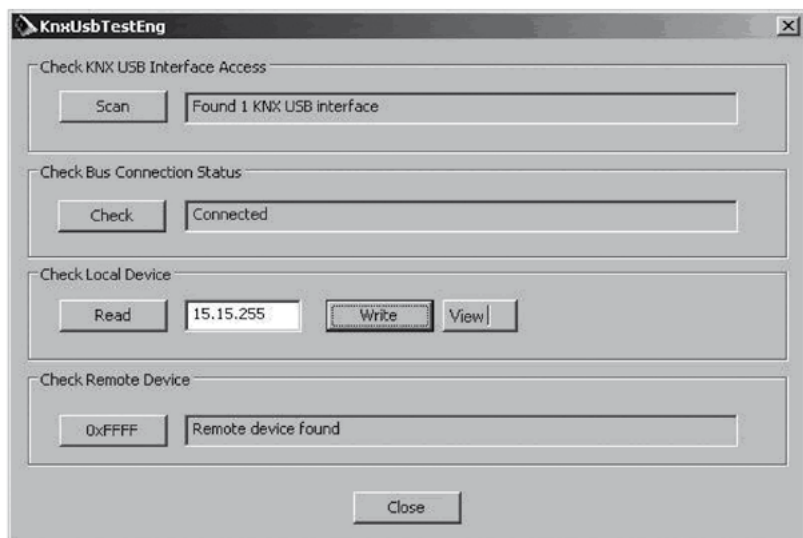 KnxUsbTestEng
Check KNX USB Interface Access
Scan Found 1 KNX USB interface
Check Bus Connection Status
Check Connected
Check Local Device
Read 15.15.255 Write View
Check Remote Device
0xFFFF Remote device found
Close